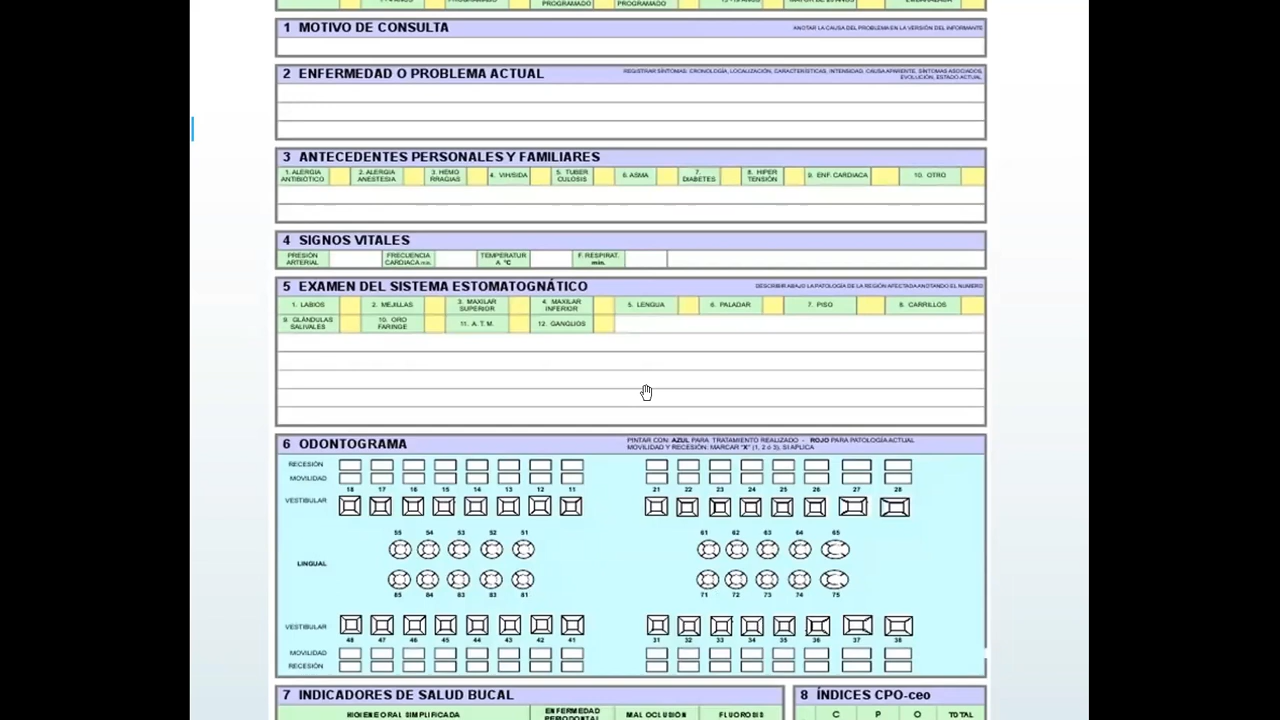 PROGRAMADO PROGRAMADO
1 MOTIVO DE CONSULTA ANOTAR LA CAUSA DEL PROBLEMA EN LA VERSIÓN DEL INFORMANTE
2 ENFERMEDAD O PROBLEMA ACTUAL REGISTRAR SÍNTOMAS: CRONOLOGÍA, LOCALIZACIÓN, CARACTERÍSTICAS, INTENSIDAD, CAUSA APARENTE, SÍNTOMAS ASOCIADOS,
EVOLUCIÓN, ESTADO ACTUAL
3 ANTECEDENTES PERSONALES Y FAMILIARES
1. ALERGIA 2. ALERGIA 3. HEMO 4. VIH/SIDA 5. TUBER 6. ASMA 7. 8. HIPER 9. ENF. CARDIACA 10. OTRO
ANTIBIÓTICO ANESTESIA RRAGIAS CULOSIS DIABETES TENSIÓN
4 SIGNOS VITALES
PRESIÓN FRECUENCIA TEMPERATUR F. RESPIRAT.
ARTERIAL CARDIACA min. A °C min.
5 EXAMEN DEL SISTEMA ESTOMATOGNÁTICO DESCRIBIR ABAJO LA PATOLOGÍA DE LA REGIÓN AFECTADA ANOTANDO EL NUMERO
1. LABIOS 2. MEJILLAS 3. MAXILAR 4. MAXILAR 5. LENGUA 6. PALADAR 7. PISO 8. CARRILLOS
SUPERIOR INFERIOR
9. GLÁNDULAS 10. ORO 11. A. T. M. 12. GANGLIOS
SALIVALES FARINGE
6 ODONTOGRAMA PINTAR CON: AZUL PARA TRATAMIENTO REALIZADO - ROJO PARA PATOLOGÍA ACTUAL
MOVILIDAD Y RECESIÓN: MARCAR "X" (1, 2 ó 3), SI APLICA
RECESIÓN
MOVILIDAD
18 17 16 15 14 13 12 11 21 22 23 24 25 26 27 28
VESTIBULAR
55 54 53 52 51 61 62 63 64 65
LINGUAL
85 84 83 83 81 71 72 73 74 75
VESTIBULAR
48 47 46 45 44 43 42 41 31 32 33 34 35 36 37 38
MOVILIDAD
RECESIÓN
7 INDICADORES DE SALUD BUCAL 8 ÍNDICES CPO-ceo
HIGIENE ORAL SIMPLIFICADA ENFERMEDAD MAL OCLUSIÓN FLUOROSIS C P O TOTAL
PERIODONTAL